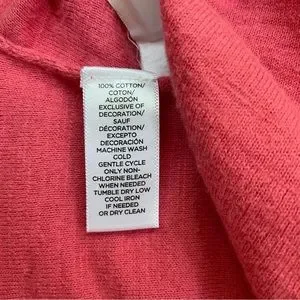 100% COTTON/
COTON/
ALGODÓN
EXCLUSIVE OF
DECORATION/
SAUF
DÉCORATION/
EXCEPTO
DECORACIÓN
MACHINE WASH
COLD
GENTLE CYCLE
ONLY NON-
CHLORINE BLEACH
WHEN NEEDED
TUMBLE DRY LOW
COOL IRON
IF NEEDED
OR DRY CLEAN